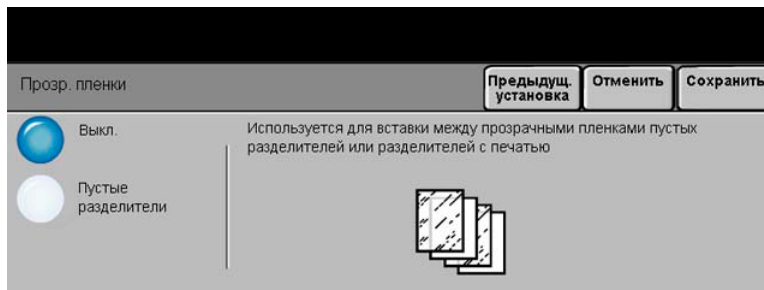 Прозр. пленки
Предыдущ.
установка
Отменить
Сохранить
Выкл.
Используется для вставки между прозрачными пленками пустых
разделителей или разделителей с печатью
Пустые
разделители